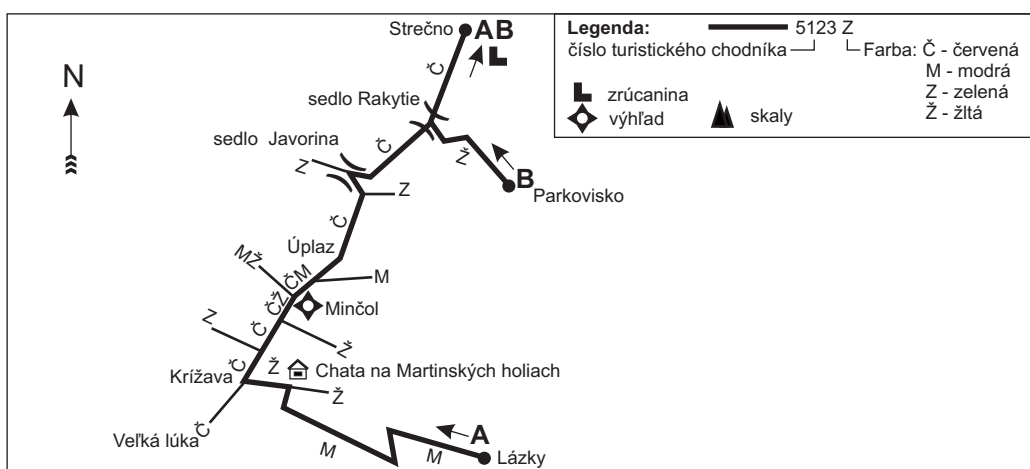 Strečno AB
Č
sedlo Rakytie
N
sedlo Javorina
Č
Z
Ž
B
Parkovisko
Z
Č
Úplaz
MŽ
ČM
M
ČŽ
Minčol
Z
Č
Ž
Č
Ž
Chata na Martinských holiach
Krížava
Ž
Č
Veľká lúka
M
M
A
Lázky
Legenda:
5123 Z
číslo turistického chodníka
Farba: Č - červená
M - modrá
Z - zelená
Ž - žltá
zrúcanina
výhľad
skaly